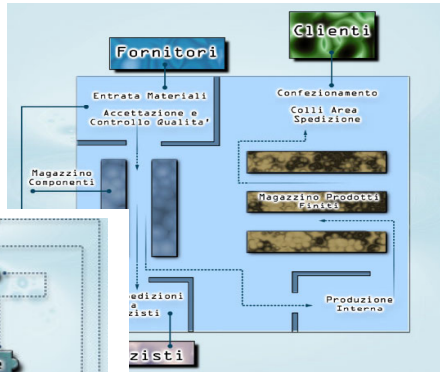 Clienti
Fornitori
Entrata Materiali
Accettazione e
Controllo Qualita'
Confezionamento
Colli Area
Spedizione
Magazzino
Componenti
Magazzino Prodotti
Finiti
Produzione
Interna